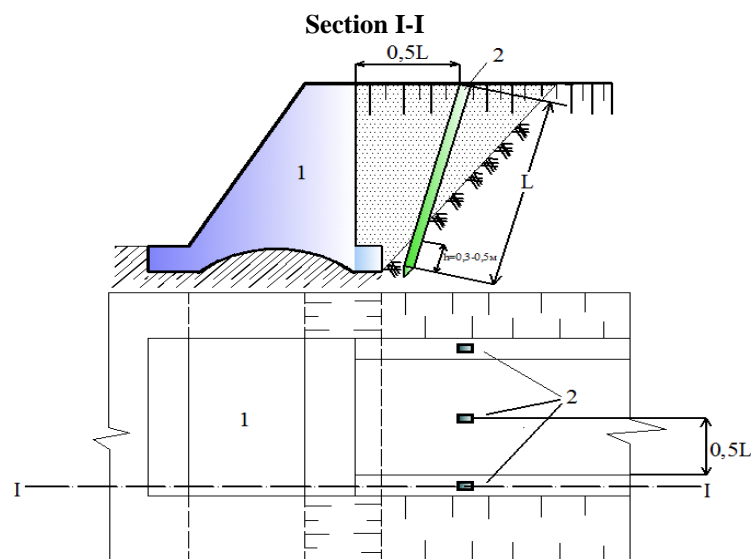 Section I-I
0,5L
2
1
L
h=0,3-0,5м
1
2
0,5L
I
I